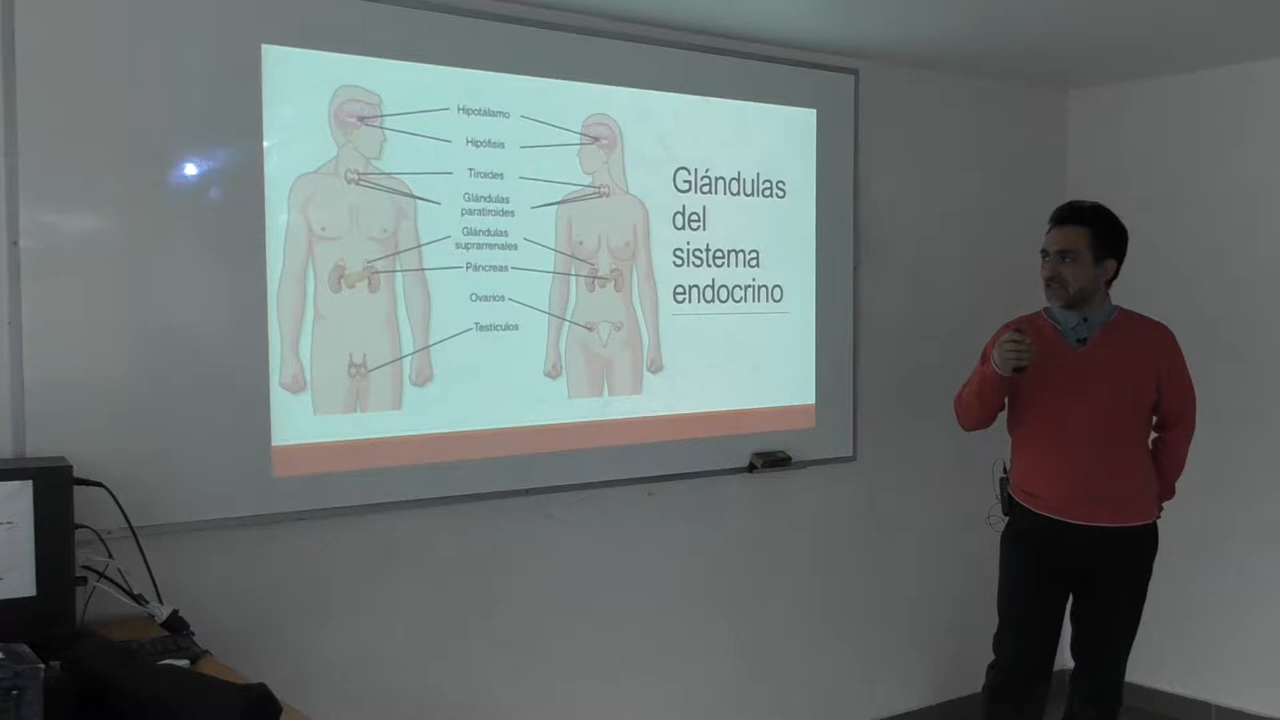 Hipotálamo
Hipófisis
Tiroides
Glándulas
paratiroides
Glándulas
suprarrenales
Páncreas
Ovarios
Testículos
Glándulas
del
sistema
endocrino